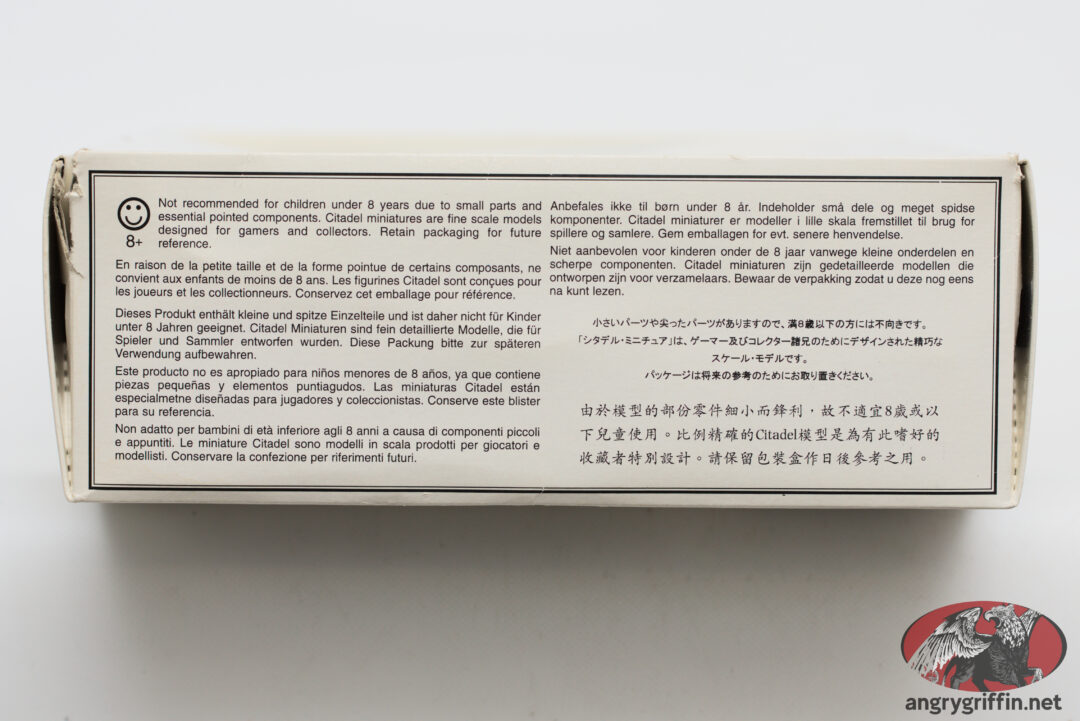 Not recommended for children under 8 years due to small parts and
essential pointed components. Citadel miniatures are fine scale models
designed for gamers and collectors. Retain packaging for future
reference.
8+
En raison de la petite taille et de la forme pointue de certains composants, ne
convient aux enfants de moins de 8 ans. Les figurines Citadel sont conçues pour
les joueurs et les collectionneurs. Conservez cet emballage pour référence.
Dieses Produkt enthält kleine und spitze Einzelteile und ist daher nicht für Kinder
unter 8 Jahren geeignet. Citadel Miniaturen sind fein detaillierte Modelle, die für
Spieler und Sammler entworfen wurden. Diese Packung bitte zur späteren
Verwendung aufbewahren.
Este producto no es apropiado para niños menores de 8 años, ya que contiene
piezas pequeñas y elementos puntiagudos. Las miniaturas Citadel están
especialmetne diseñadas para jugadores y coleccionistas. Conserve este blister
para su referencia.
Non adatto per bambini di età inferiore agli 8 anni a causa di componenti piccoli
e appuntiti. Le miniature Citadel sono modelli in scala prodotti per giocatori e
modellisti. Conservare la confezione per riferimenti futuri.
Anbefales ikke til børn under 8 år. Indeholder små dele og meget spidse
komponenter. Citadel miniaturer er modeller i lille skala fremstillet til brug for
spillere og samlere. Gem emballagen for evt. senere henvendelse.
Niet aanbevolen voor kinderen onder de 8 jaar vanwege kleine onderdelen en
scherpe componenten. Citadel miniaturen zijn gedetailleerde modellen die
ontworpen zijn voor verzamelaars. Bewaar de verpakking zodat u deze nog eens
na kunt lezen.
小さいパーツや尖ったパーツがありますので、満8歳以下の方には不向きです。
「シタデル・ミニチュア」は、ゲーマー及びコレクター諸兄のためにデザインされた精巧な
スケール・モデルです。
パッケージは将来の参考のためにお取り置きください。
由於模型的部份零件細小而鋒利，故不適宜8歲或以
下兒童使用。比例精確的Citadel模型是為有此嗜好的
收藏者特別設計。請保留包裝盒作日後參考之用。
angrygriffin.net